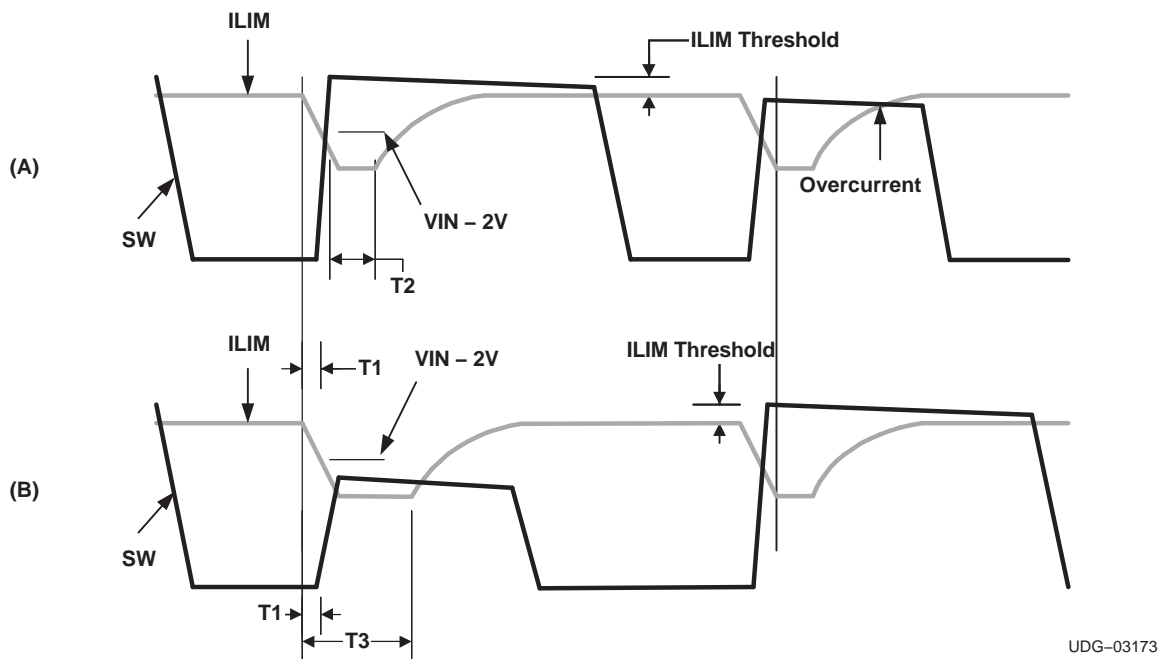 ILIM
ILIM Threshold
(A)
Overcurrent
VIN – 2V
SW
T2
ILIM
T1
VIN – 2V
ILIM Threshold
(B)
SW
T1
T3
UDG–03173